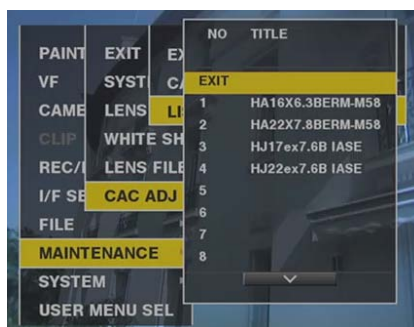 PAINT
VF
CAME
CLIP
REC/I
I/F SE
FILE
MAINTENANCE
SYSTEM
USER MENU SEL
EXIT
SYST
LENS
WHITE SH
LENS FILE
CAC ADJ
EX
CA
LI
NO TITLE
EXIT
1 HA16X6.3BERM-M58
2 HA22X7.8BERM-M58
3 HJ17ex7.6B IASE
4 HJ22ex7.6B IASE
5
6
7
8